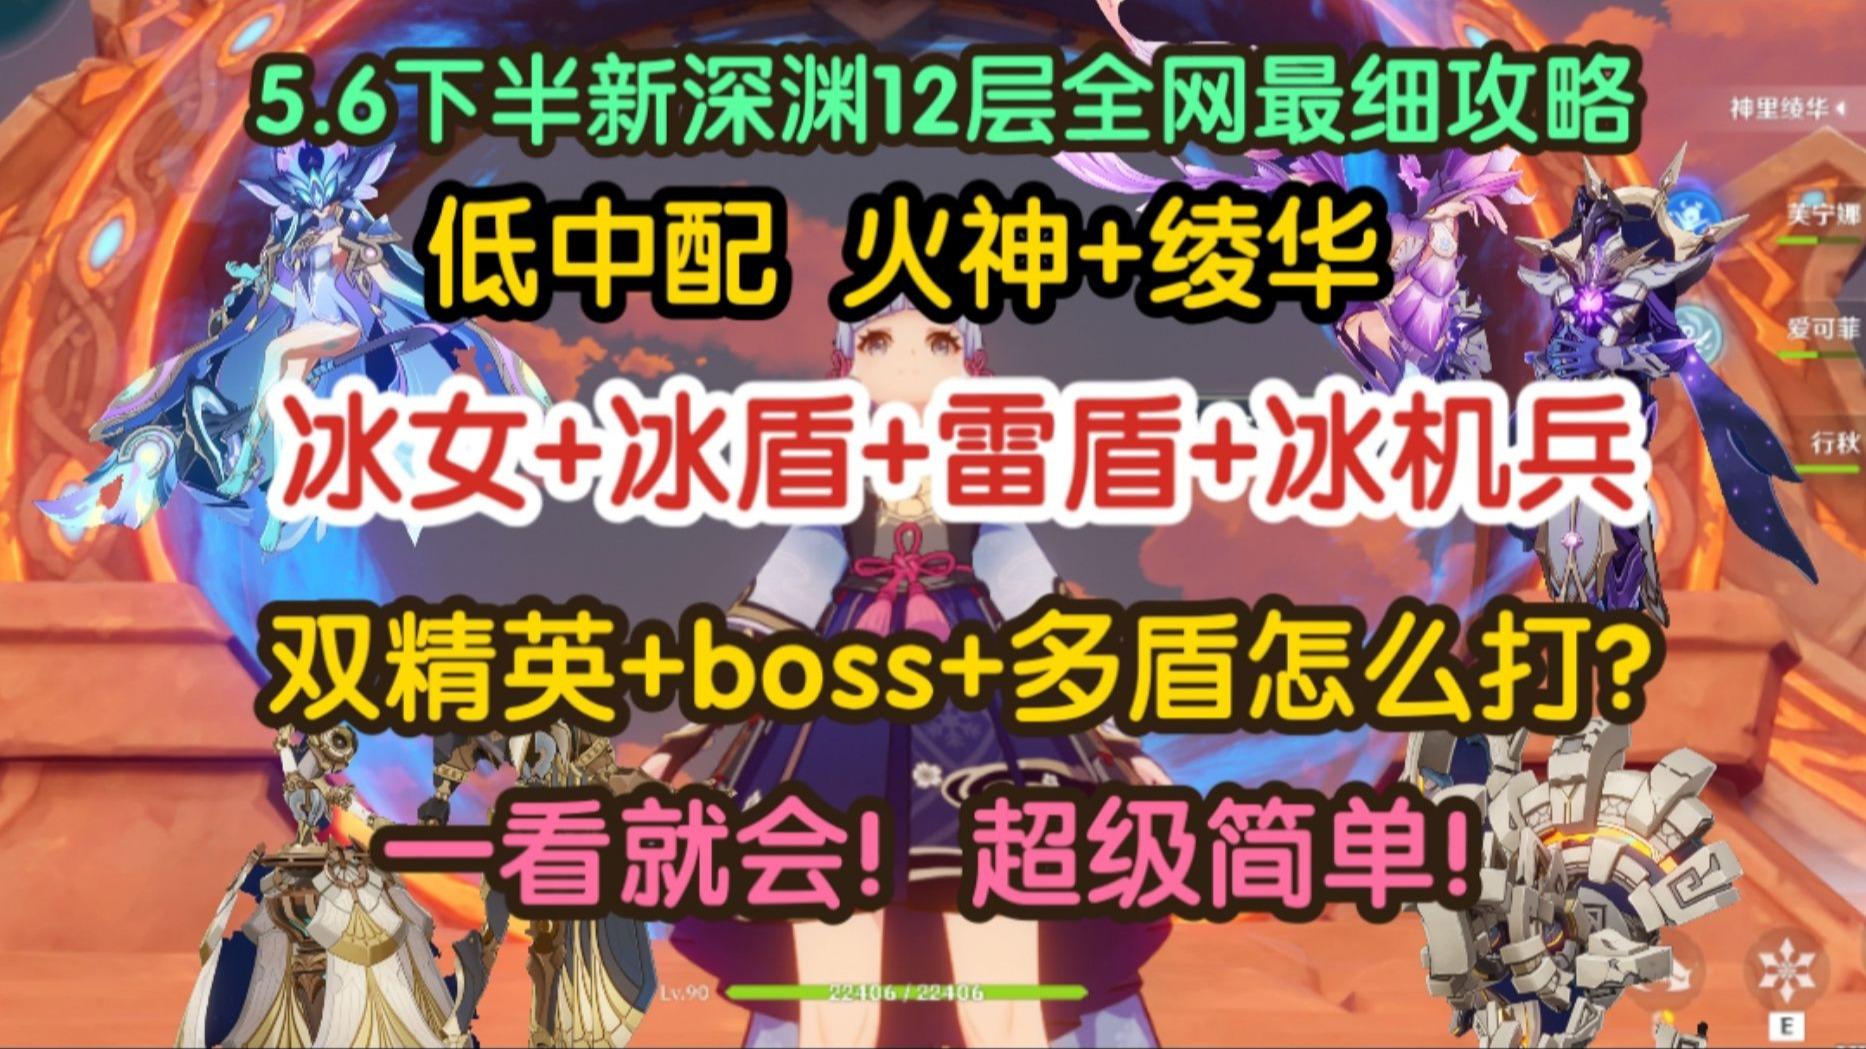 5.6下半新深渊12层全网最细攻略
神里绫华
低中配 火神+绫华
芙宁娜
爱可菲
冰女+冰盾+雷盾+冰机兵
行秋
双精英+boss+多盾怎么打?
一看就会! 超级简单!
Lv.90 22406 / 22406
E